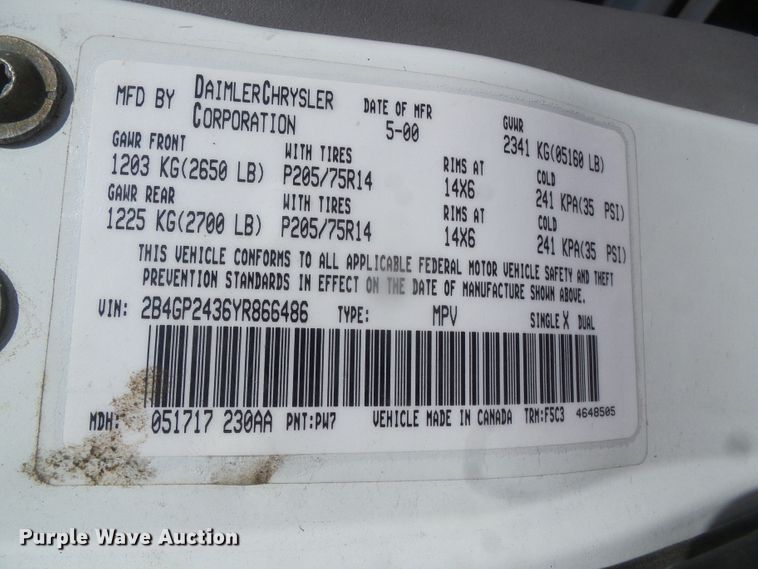 MFD BY DAIMLERCHRYSLER CORPORATION DATE OF MFR 5-00 GVWR 2341 KG(05160 LB)
GAWR FRONT WITH TIRES RIMS AT COLD
1203 KG(2650 LB) P205/75R14 14X6 241 KPA(35 PSI)
GAWR REAR WITH TIRES RIMS AT COLD
1225 KG(2700 LB) P205/75R14 14X6 241 KPA(35 PSI)
THIS VEHICLE CONFORMS TO ALL APPLICABLE FEDERAL MOTOR VEHICLE SAFETY AND THEFT
PREVENTION STANDARDS IN EFFECT ON THE DATE OF MANUFACTURE SHOWN ABOVE.
VIN: 2B4GP2436YR866486 TYPE: MPV SINGLE X DUAL
MDH: 051717 230AA PNT:PW7 VEHICLE MADE IN CANADA TRM:F5C3 4648505
Purple Wave Auction